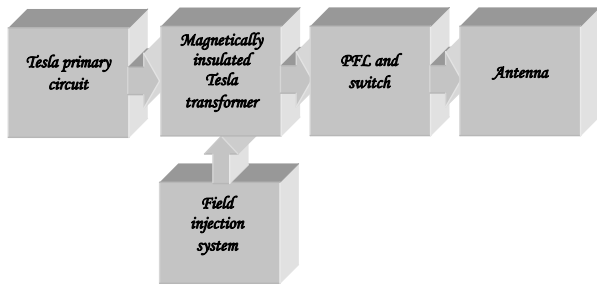 Tesla primary
circuit
Magnetically
insulated
Tesla
transformer
PFL and
switch
Antenna
Field
injection
system